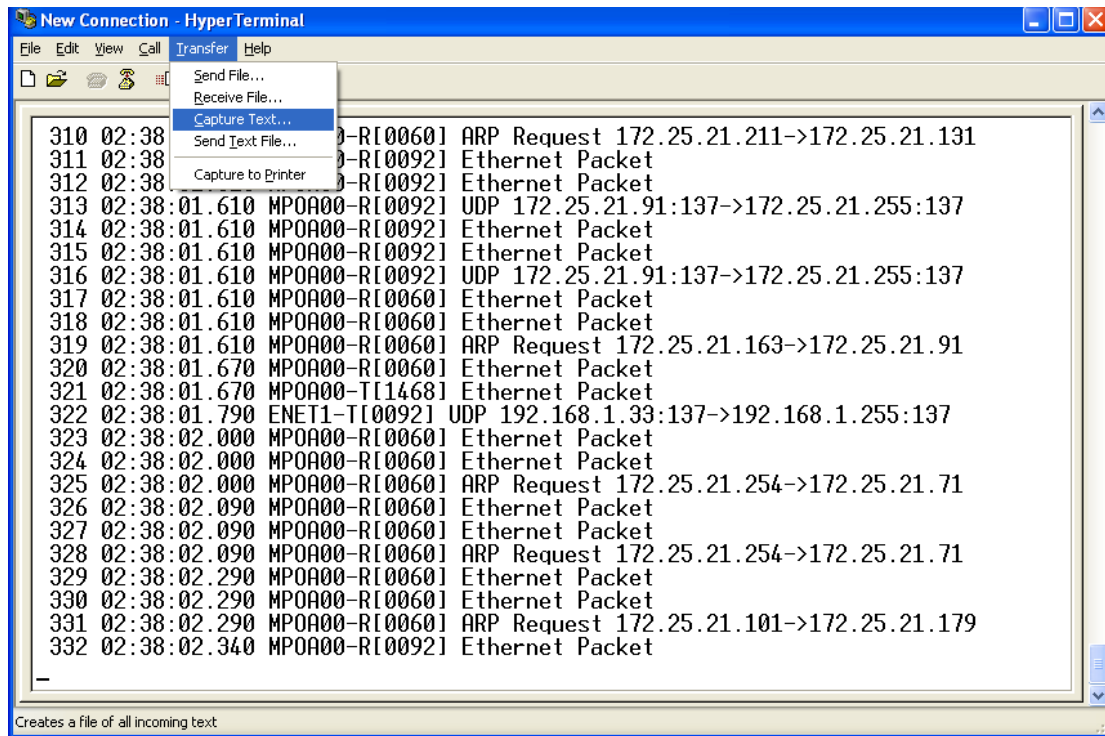 New Connection - HyperTerminal
File Edit View Call Transfer Help
Send File...
Receive File...
Capture Text...
Send Text File...
Capture to Printer
310 02:38 -R[0060] ARP Request 172.25.21.211->172.25.21.131
311 02:38 -R[0092] Ethernet Packet
312 02:38 -R[0092] Ethernet Packet
313 02:38:01.610 MPOA00-R[0092] UDP 172.25.21.91:137->172.25.21.255:137
314 02:38:01.610 MPOA00-R[0092] Ethernet Packet
315 02:38:01.610 MPOA00-R[0092] Ethernet Packet
316 02:38:01.610 MPOA00-R[0092] UDP 172.25.21.91:137->172.25.21.255:137
317 02:38:01.610 MPOA00-R[0060] Ethernet Packet
318 02:38:01.610 MPOA00-R[0060] Ethernet Packet
319 02:38:01.610 MPOA00-R[0060] ARP Request 172.25.21.163->172.25.21.91
320 02:38:01.670 MPOA00-R[0060] Ethernet Packet
321 02:38:01.670 MPOA00-T[1468] Ethernet Packet
322 02:38:01.790 ENET1-T[0092] UDP 192.168.1.33:137->192.168.1.255:137
323 02:38:02.000 MPOA00-R[0060] Ethernet Packet
324 02:38:02.000 MPOA00-R[0060] Ethernet Packet
325 02:38:02.000 MPOA00-R[0060] ARP Request 172.25.21.254->172.25.21.71
326 02:38:02.090 MPOA00-R[0060] Ethernet Packet
327 02:38:02.090 MPOA00-R[0060] Ethernet Packet
328 02:38:02.090 MPOA00-R[0060] ARP Request 172.25.21.254->172.25.21.71
329 02:38:02.290 MPOA00-R[0060] Ethernet Packet
330 02:38:02.290 MPOA00-R[0060] Ethernet Packet
331 02:38:02.290 MPOA00-R[0060] ARP Request 172.25.21.101->172.25.21.179
332 02:38:02.340 MPOA00-R[0092] Ethernet Packet
Creates a file of all incoming text